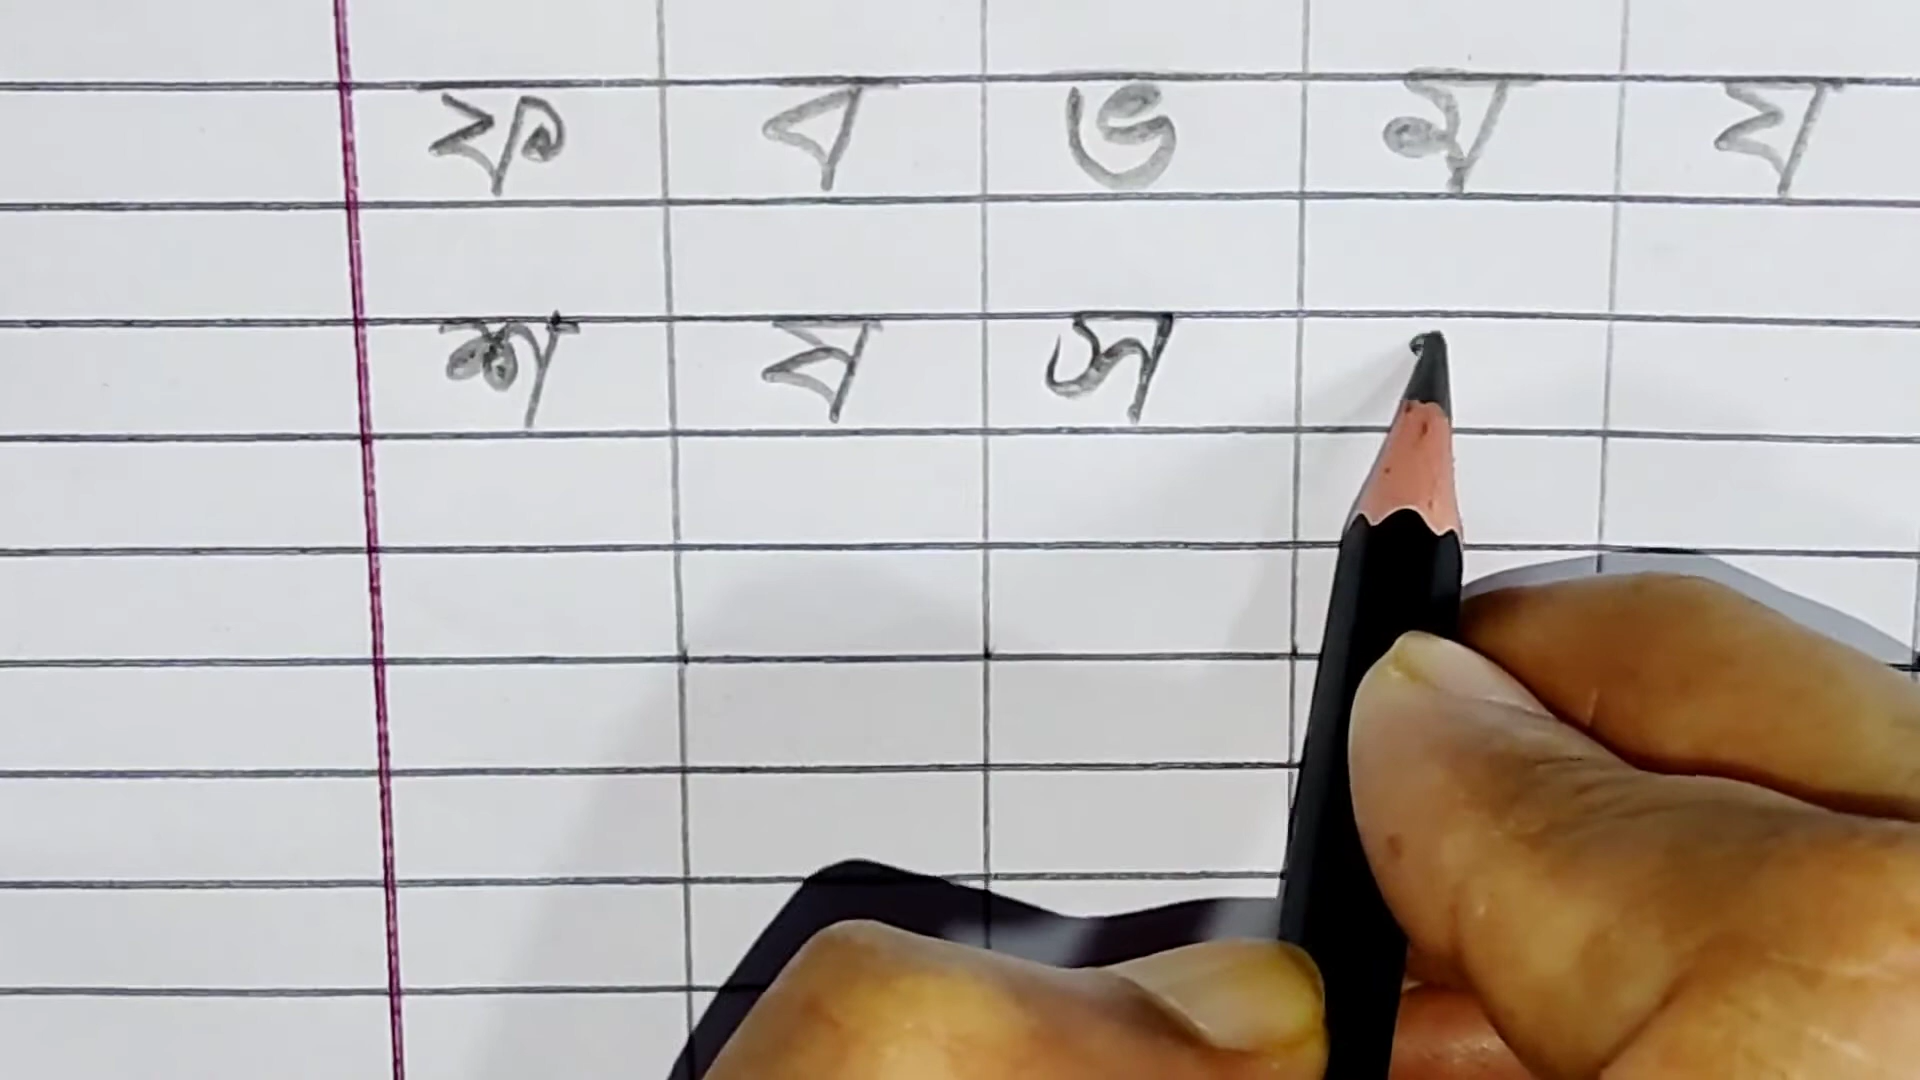 ফ ব ভ ম য
শ ষ স